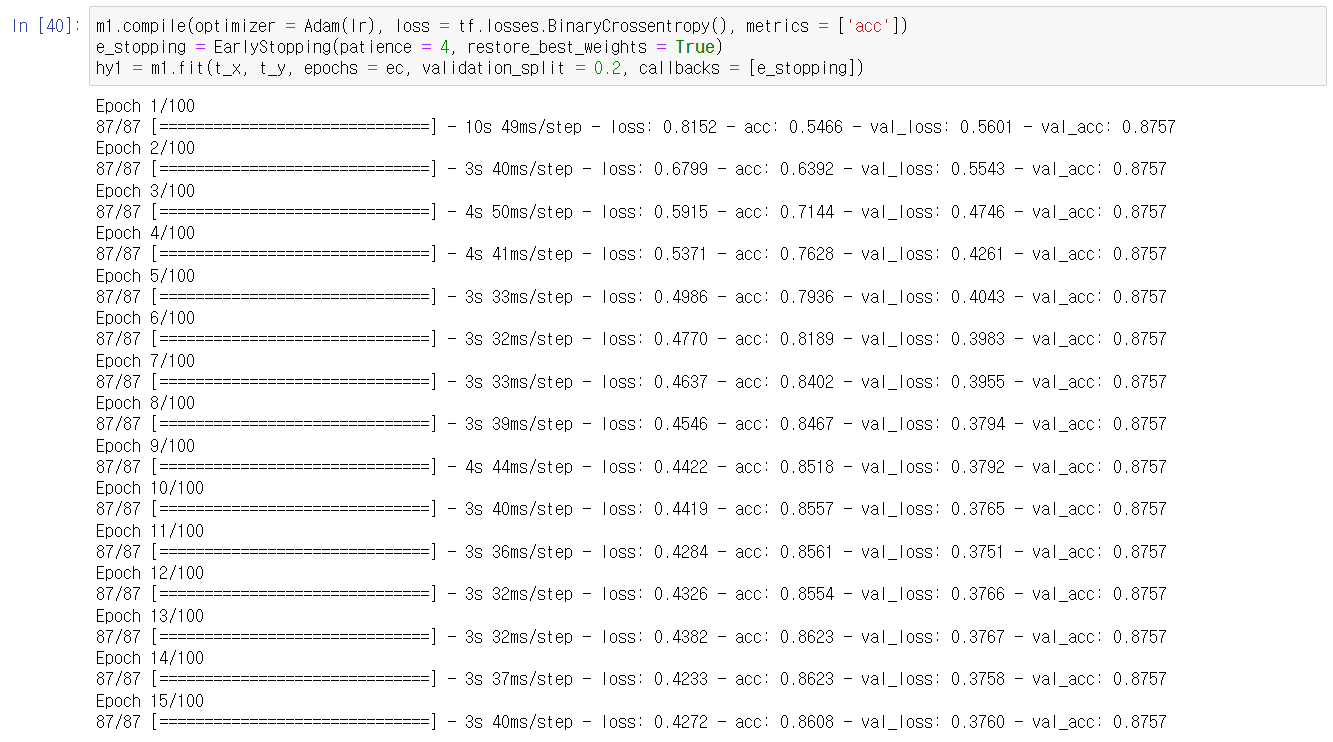 In [40]:
m1.compile(optimizer = Adam(lr), loss = tf.losses.BinaryCrossentropy(), metrics = ['acc'])
e_stopping = EarlyStopping(patience = 4, restore_best_weights = True)
hy1 = m1.fit(t_x, t_y, epochs = ec, validation_split = 0.2, callbacks = [e_stopping])
Epoch 1/100
87/87 [==============================] - 10s 49ms/step - loss: 0.8152 - acc: 0.5466 - val_loss: 0.5601 - val_acc: 0.8757
Epoch 2/100
87/87 [==============================] - 3s 40ms/step - loss: 0.6799 - acc: 0.6392 - val_loss: 0.5543 - val_acc: 0.8757
Epoch 3/100
87/87 [==============================] - 4s 50ms/step - loss: 0.5915 - acc: 0.7144 - val_loss: 0.4746 - val_acc: 0.8757
Epoch 4/100
87/87 [==============================] - 4s 41ms/step - loss: 0.5371 - acc: 0.7628 - val_loss: 0.4261 - val_acc: 0.8757
Epoch 5/100
87/87 [==============================] - 3s 33ms/step - loss: 0.4986 - acc: 0.7936 - val_loss: 0.4043 - val_acc: 0.8757
Epoch 6/100
87/87 [==============================] - 3s 32ms/step - loss: 0.4770 - acc: 0.8189 - val_loss: 0.3983 - val_acc: 0.8757
Epoch 7/100
87/87 [==============================] - 3s 33ms/step - loss: 0.4637 - acc: 0.8402 - val_loss: 0.3955 - val_acc: 0.8757
Epoch 8/100
87/87 [==============================] - 3s 39ms/step - loss: 0.4546 - acc: 0.8467 - val_loss: 0.3794 - val_acc: 0.8757
Epoch 9/100
87/87 [==============================] - 4s 44ms/step - loss: 0.4422 - acc: 0.8518 - val_loss: 0.3792 - val_acc: 0.8757
Epoch 10/100
87/87 [==============================] - 3s 40ms/step - loss: 0.4419 - acc: 0.8557 - val_loss: 0.3765 - val_acc: 0.8757
Epoch 11/100
87/87 [==============================] - 3s 36ms/step - loss: 0.4284 - acc: 0.8561 - val_loss: 0.3751 - val_acc: 0.8757
Epoch 12/100
87/87 [==============================] - 3s 32ms/step - loss: 0.4326 - acc: 0.8554 - val_loss: 0.3766 - val_acc: 0.8757
Epoch 13/100
87/87 [==============================] - 3s 32ms/step - loss: 0.4382 - acc: 0.8623 - val_loss: 0.3767 - val_acc: 0.8757
Epoch 14/100
87/87 [==============================] - 3s 37ms/step - loss: 0.4233 - acc: 0.8623 - val_loss: 0.3758 - val_acc: 0.8757
Epoch 15/100
87/87 [==============================] - 3s 40ms/step - loss: 0.4272 - acc: 0.8608 - val_loss: 0.3760 - val_acc: 0.8757